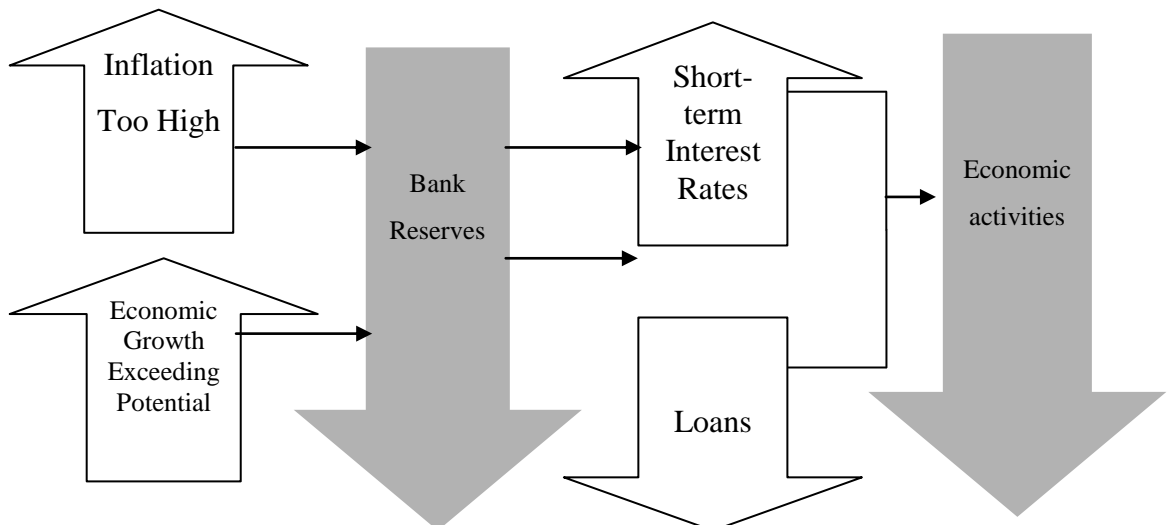 Inflation
Too High
Economic
Growth
Exceeding
Potential
Bank
Reserves
Short-
term
Interest
Rates
Loans
Economic
activities